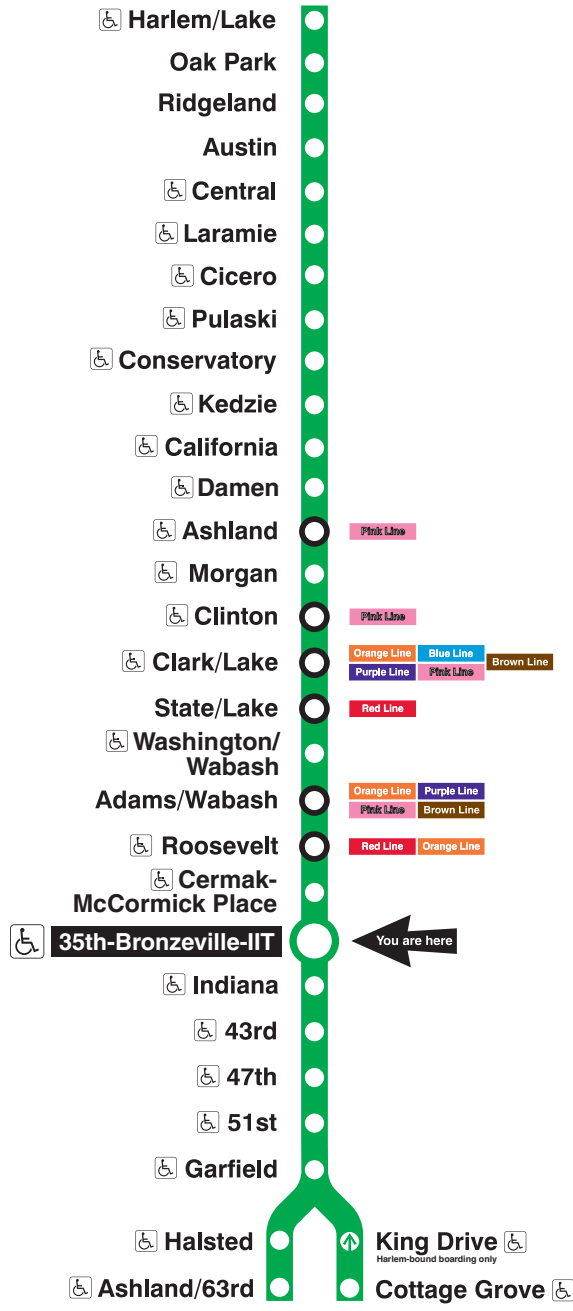 Harlem/Lake
Oak Park
Ridgeland
Austin
Central
Laramie
Cicero
Pulaski
Conservatory
Kedzie
California
Damen
Ashland Pink Line
Morgan
Clinton Pink Line
Clark/Lake Orange Line Blue Line Brown Line
Purple Line Pink Line
State/Lake Red Line
Washington/
Wabash
Adams/Wabash Orange Line Purple Line
Pink Line Brown Line
Roosevelt Red Line Orange Line
Cermak-
McCormick Place
35th-Bronzeville-IIT You are here
Indiana
43rd
47th
51st
Garfield
Halsted King Drive
Harlem-bound boarding only
Ashland/63rd Cottage Grove